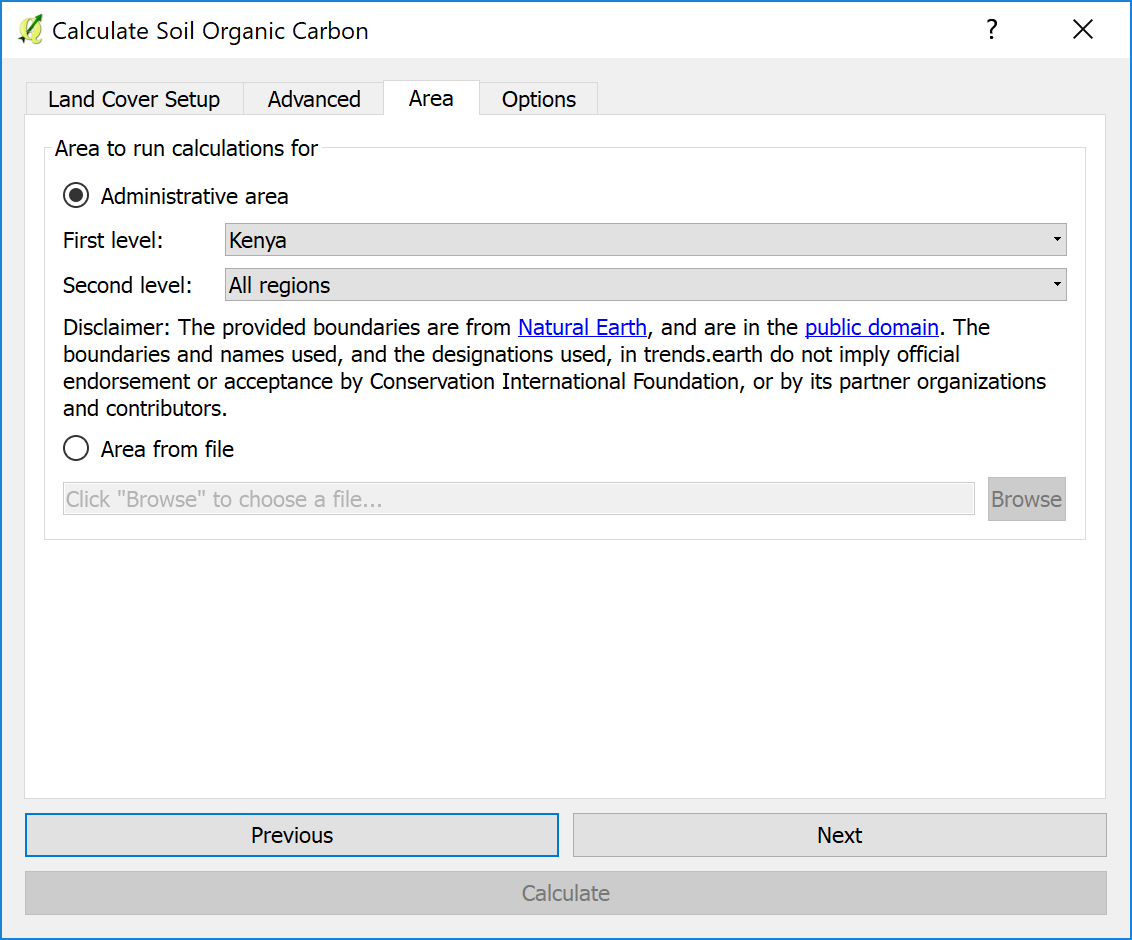 Calculate Soil Organic Carbon
?
Land Cover Setup Advanced Area Options
Area to run calculations for
Administrative area
First level: Kenya
Second level: All regions
Disclaimer: The provided boundaries are from Natural Earth, and are in the public domain. The
boundaries and names used, and the designations used, in trends.earth do not imply official
endorsement or acceptance by Conservation International Foundation, or by its partner organizations
and contributors.
Area from file
Click "Browse" to choose a file... Browse
Previous Next
Calculate